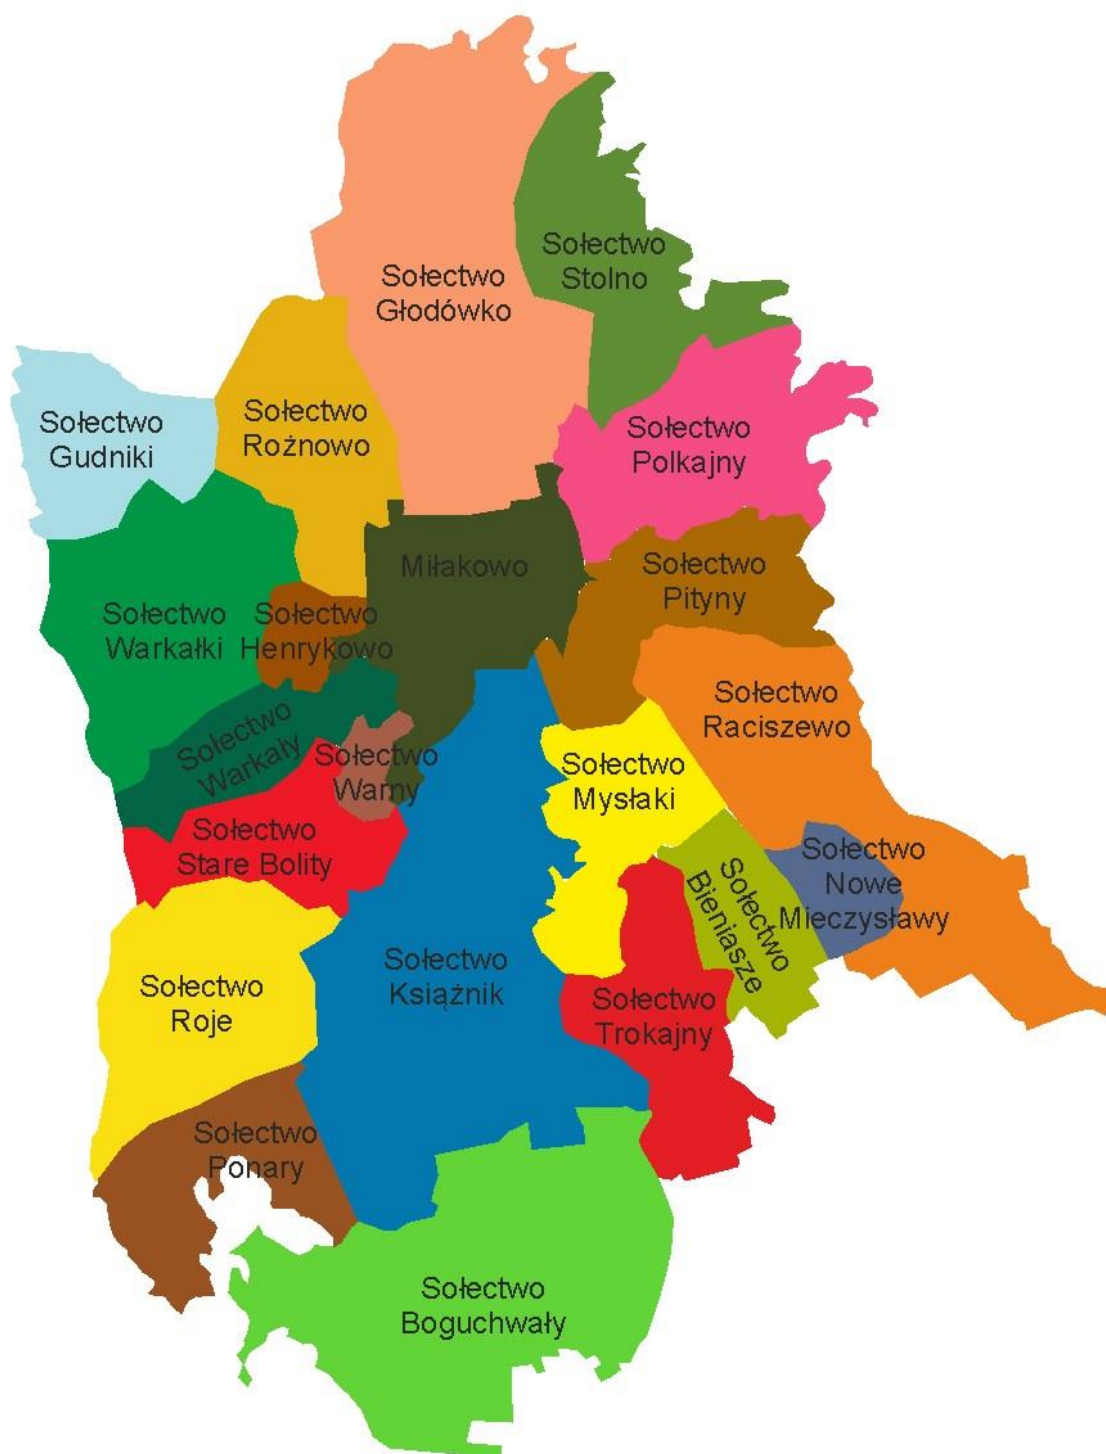 Sołectwo
Stolno
Sołectwo
Głodówko
Sołectwo
Gudniki
Sołectwo
Rożnowo
Sołectwo
Polkajny
Miłakowo
Sołectwo
Pityny
Sołectwo
Warkałki
Sołectwo
Henrykowo
Sołectwo
Raciszewo
Sołectwo
Warkały
Sołectwo
Warny
Sołectwo
Mysłaki
Sołectwo
Stare Bolity
Sołectwo
Nowe
Mieczysławy
Sołectwo
Bieniasze
Sołectwo
Książnik
Sołectwo
Roje
Sołectwo
Trokajny
Sołectwo
Ponary
Sołectwo
Boguchwały